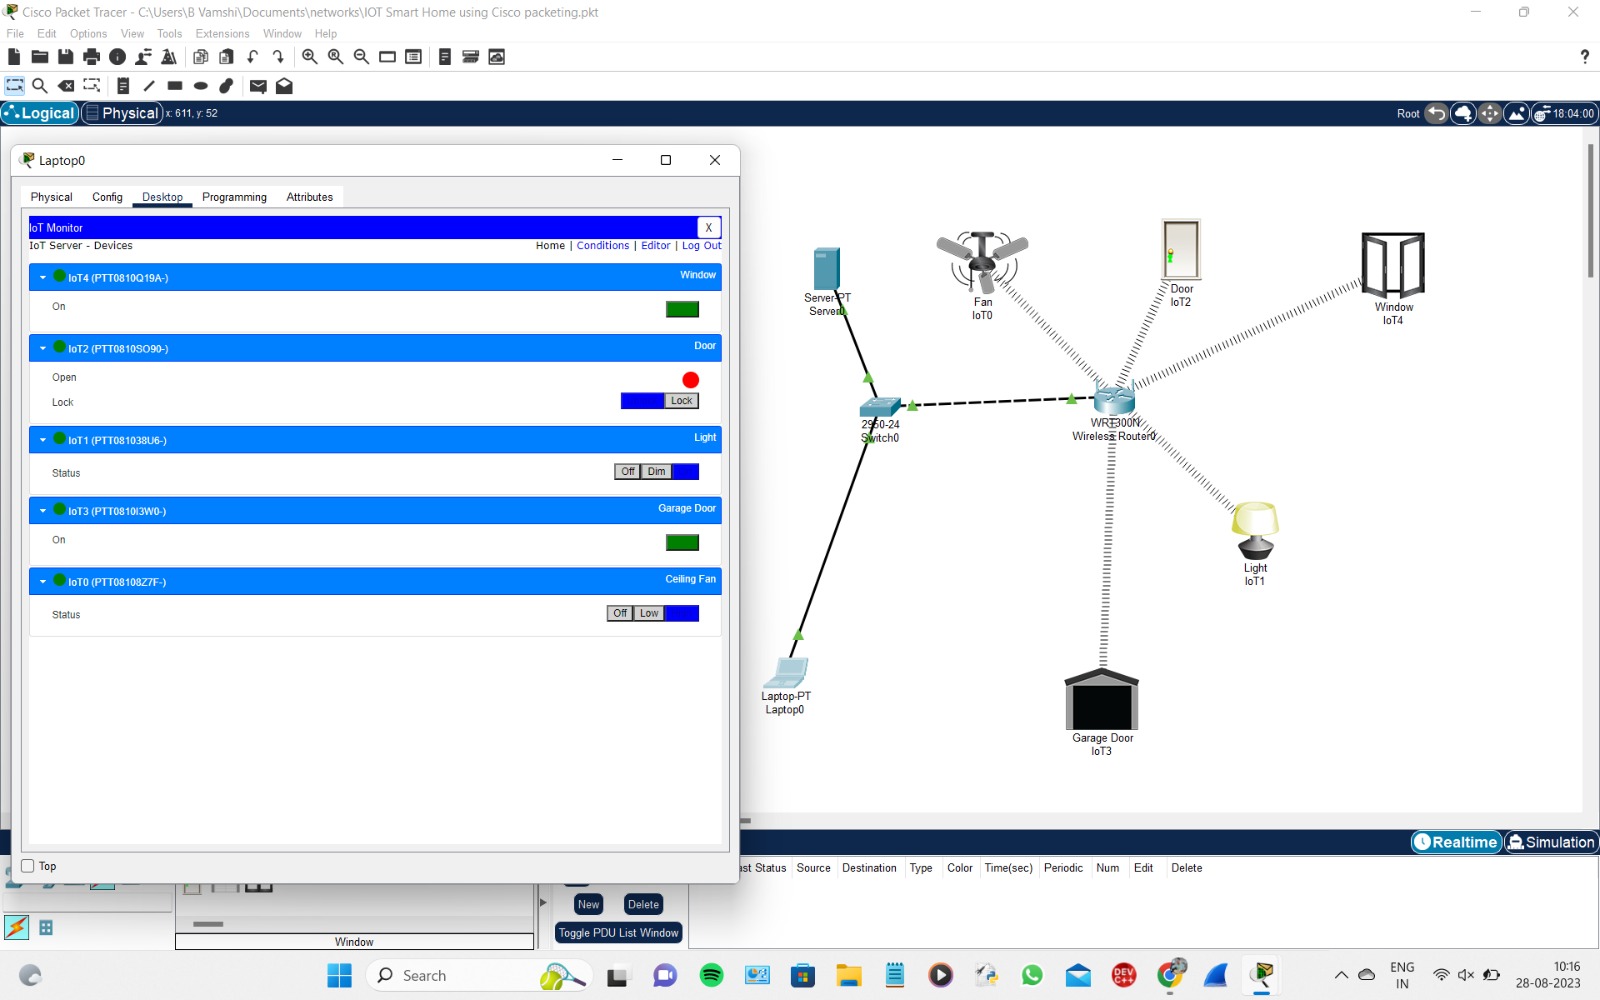 Cisco Packet Tracer - C:\Users\B Vamshi\Documents\networks\IOT Smart Home using Cisco packeting.pkt
File Edit Options View Tools Extensions Window Help
?
Logical Physical x: 611, y: 52 Root 18:04:00
Laptop0
Physical Config Desktop Programming Attributes
IoT Monitor X
IoT Server - Devices Home | Conditions | Editor | Log Out
IoT4 (PTT0810Q19A-) Window
On
IoT2 (PTT0810SO90-) Door
Open
Lock Lock
IoT1 (PTT081038U6-) Light
Status Off Dim
IoT3 (PTT0810I3W0-) Garage Door
On
IoT0 (PTT08108Z7F-) Ceiling Fan
Status Off Low
Top
Server-PT
Server0
Fan
IoT0
Door
IoT2
Window
IoT4
2950-24
Switch0
WRT300N
Wireless Router0
Light
IoT1
Laptop-PT
Laptop0
Garage Door
IoT3
Realtime Simulation
ast Status Source Destination Type Color Time(sec) Periodic Num Edit Delete
New Delete
Toggle PDU List Window
Window
Search
DEV C++
ENG
IN
10:16
28-08-2023